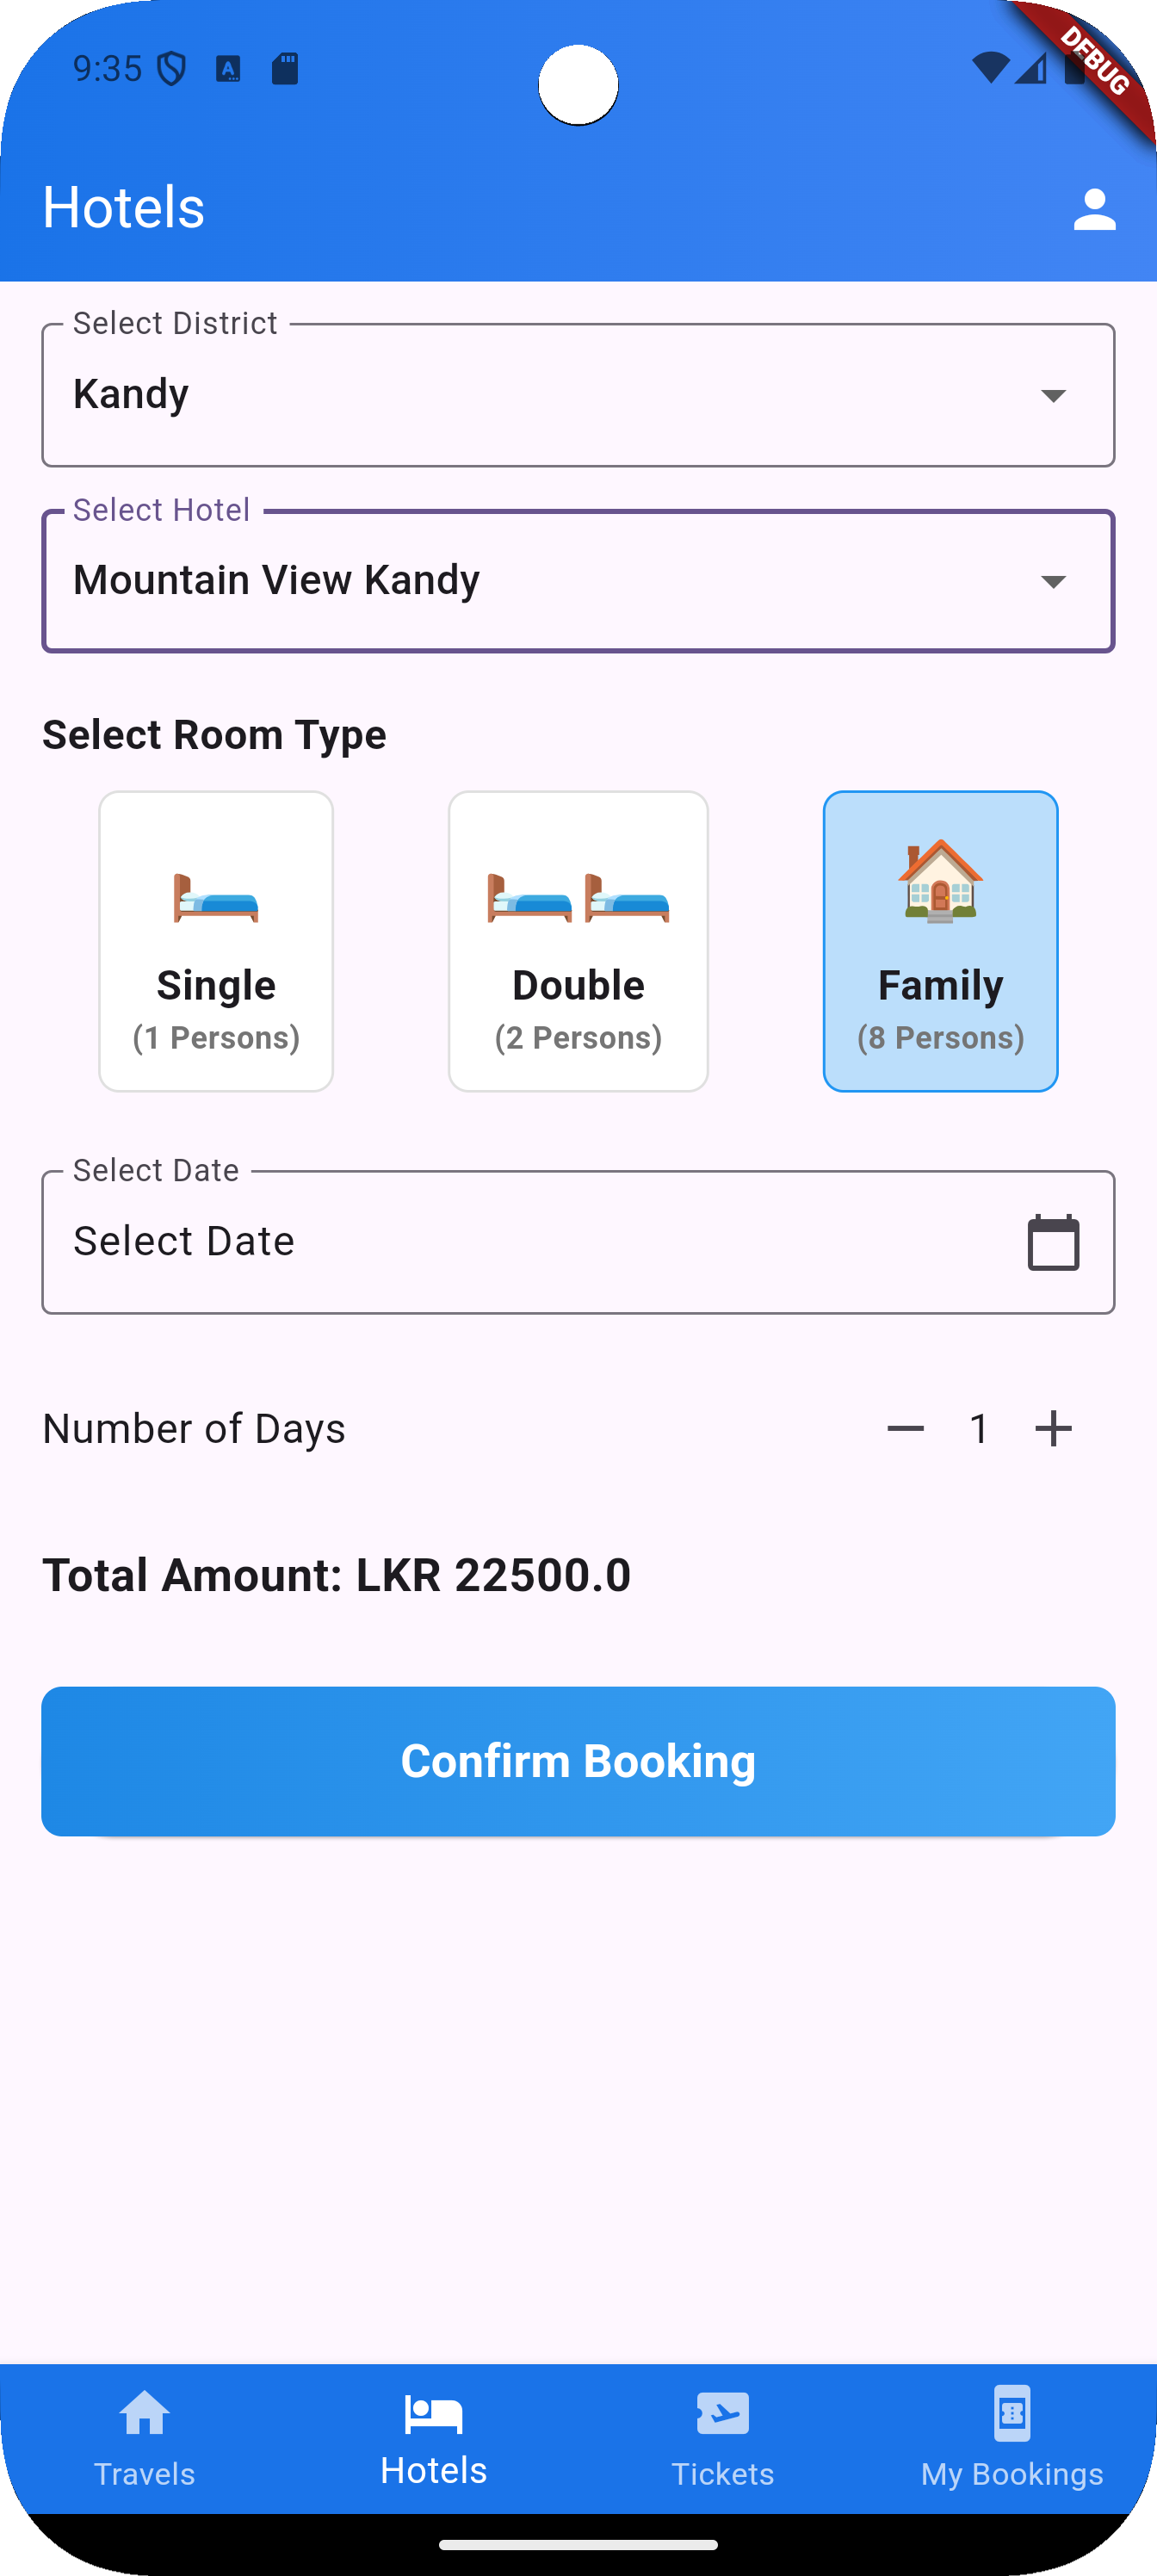 9:35
DEBUG
Hotels
Select District
Kandy
Select Hotel
Mountain View Kandy
Select Room Type
Single
(1 Persons)
Double
(2 Persons)
Family
(8 Persons)
Select Date
Select Date
Number of Days
1
Total Amount: LKR 22500.0
Confirm Booking
Travels
Hotels
Tickets
My Bookings